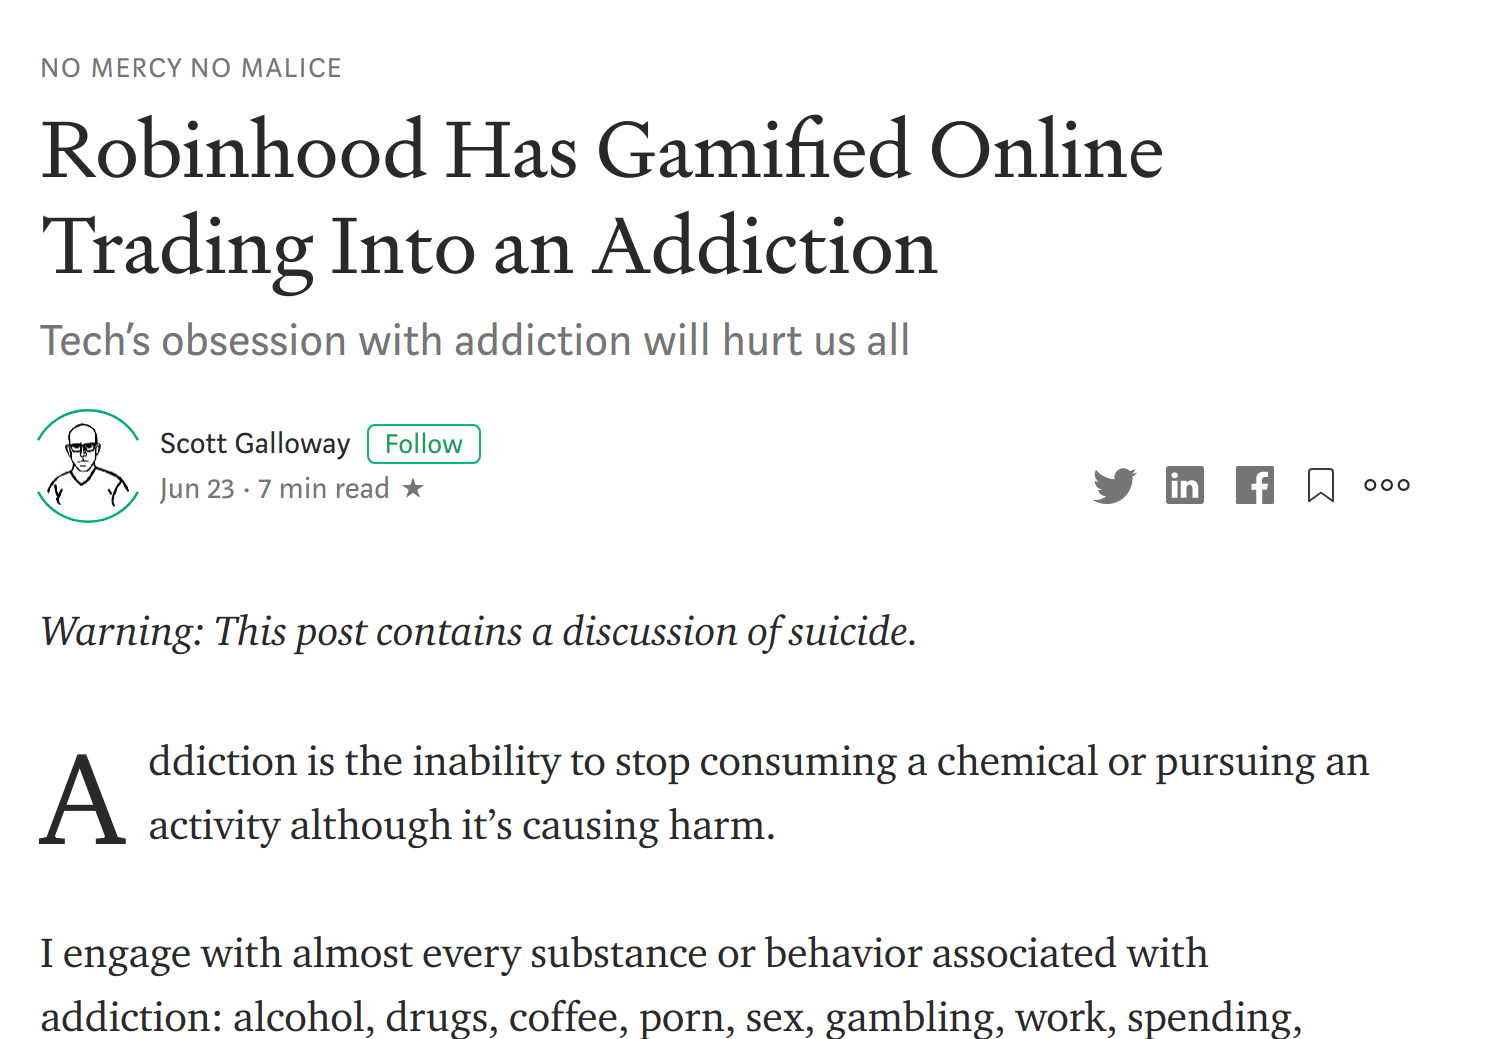 NO MERCY NO MALICE
Robinhood Has Gamified Online
Trading Into an Addiction
Tech’s obsession with addiction will hurt us all
Scott Galloway Follow
Jun 23 · 7 min read ★
Warning: This post contains a discussion of suicide.
Addiction is the inability to stop consuming a chemical or pursuing an
activity although it’s causing harm.
I engage with almost every substance or behavior associated with
addiction: alcohol, drugs, coffee, porn, sex, gambling, work, spending,